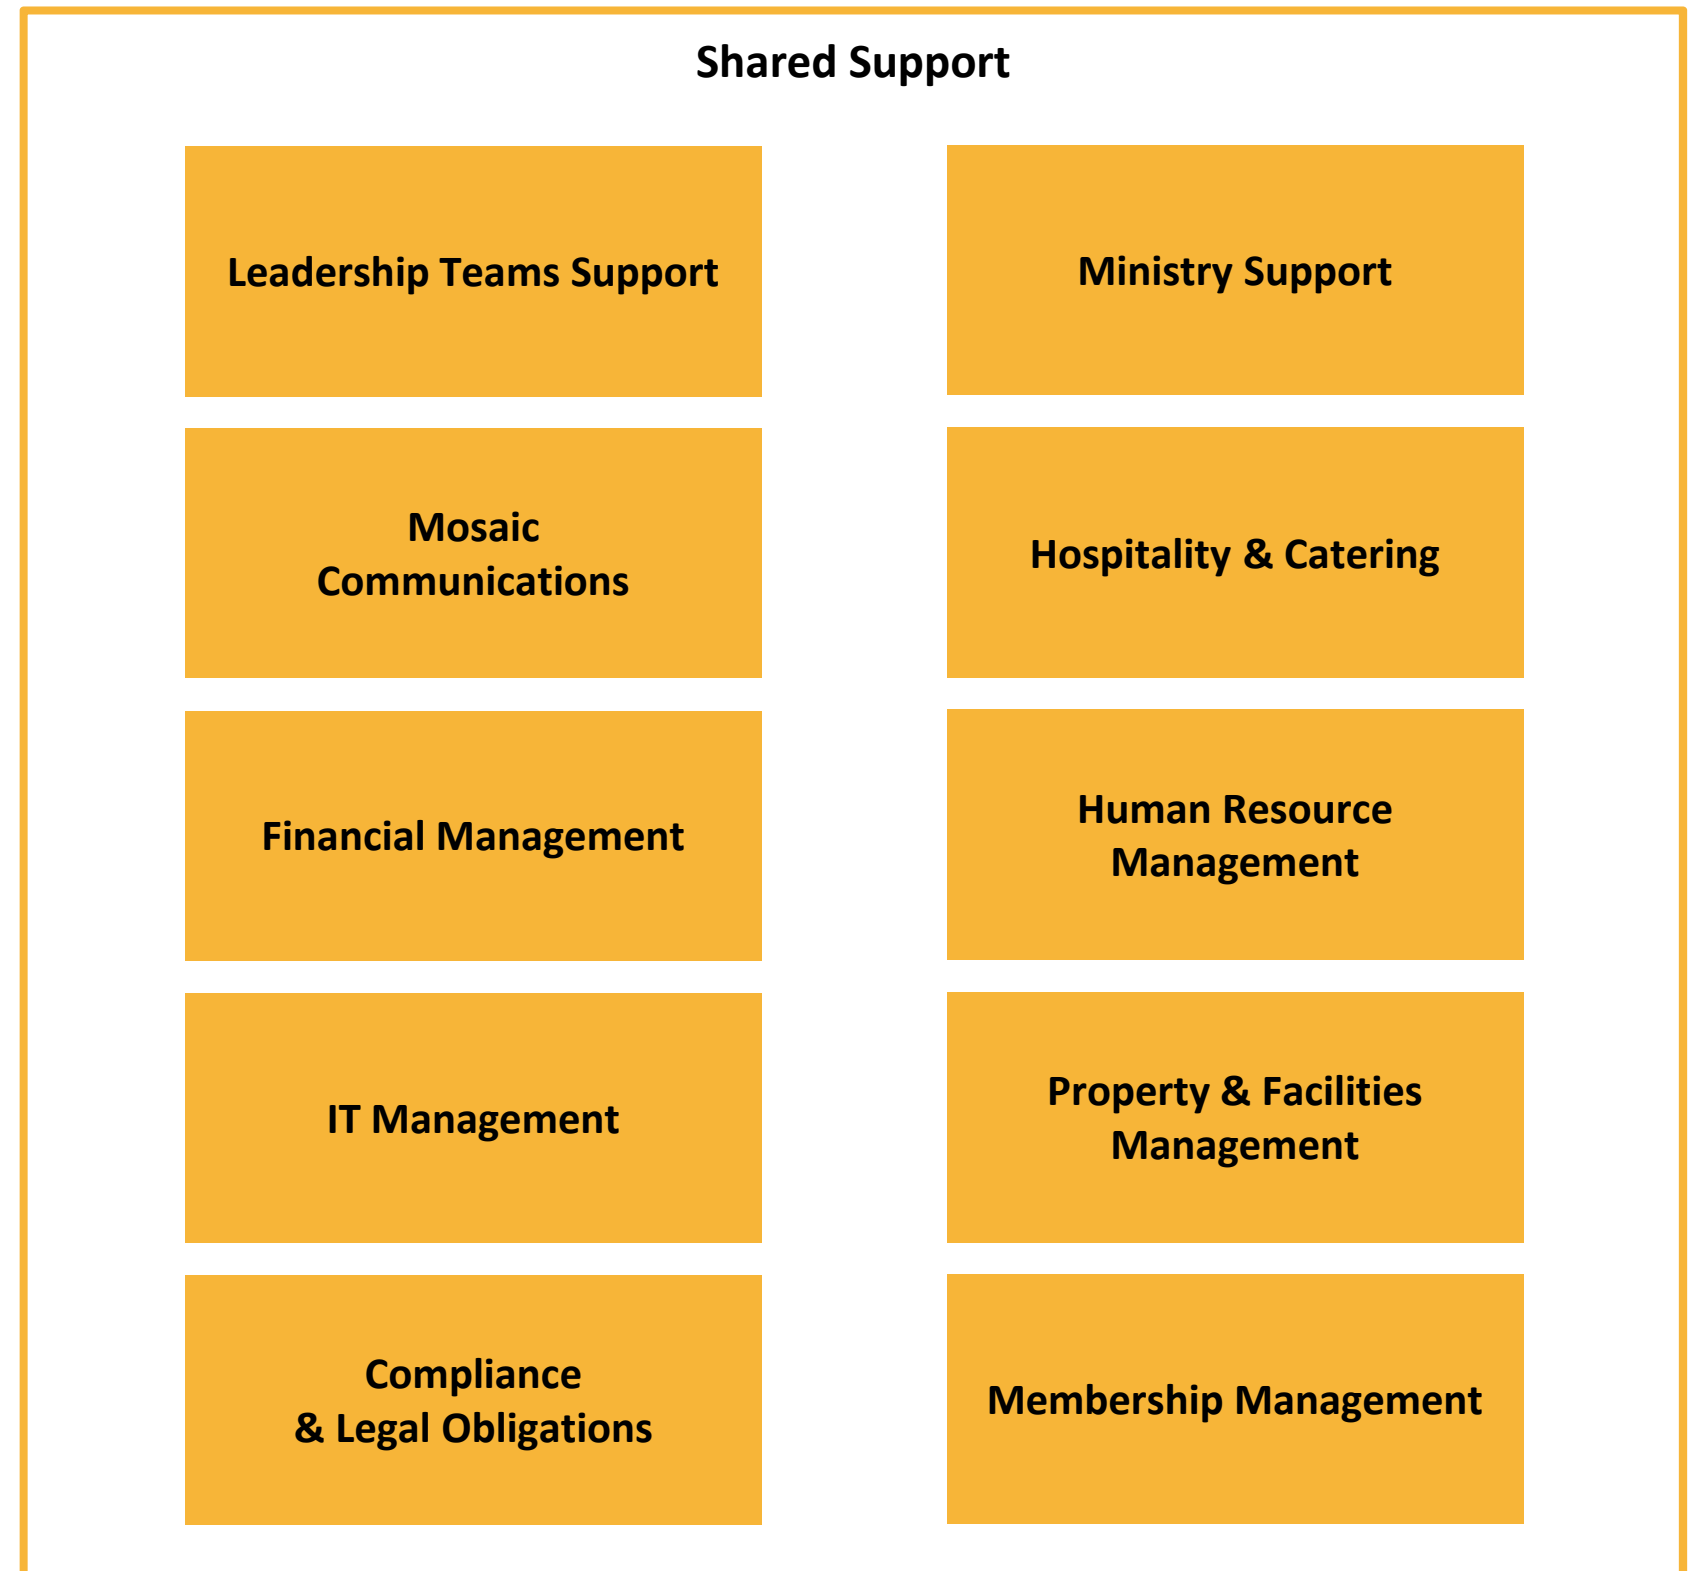 Shared Support
Leadership Teams Support
Ministry Support
Mosaic
Communications
Hospitality & Catering
Financial Management
Human Resource
Management
IT Management
Property & Facilities
Management
Compliance
& Legal Obligations
Membership Management